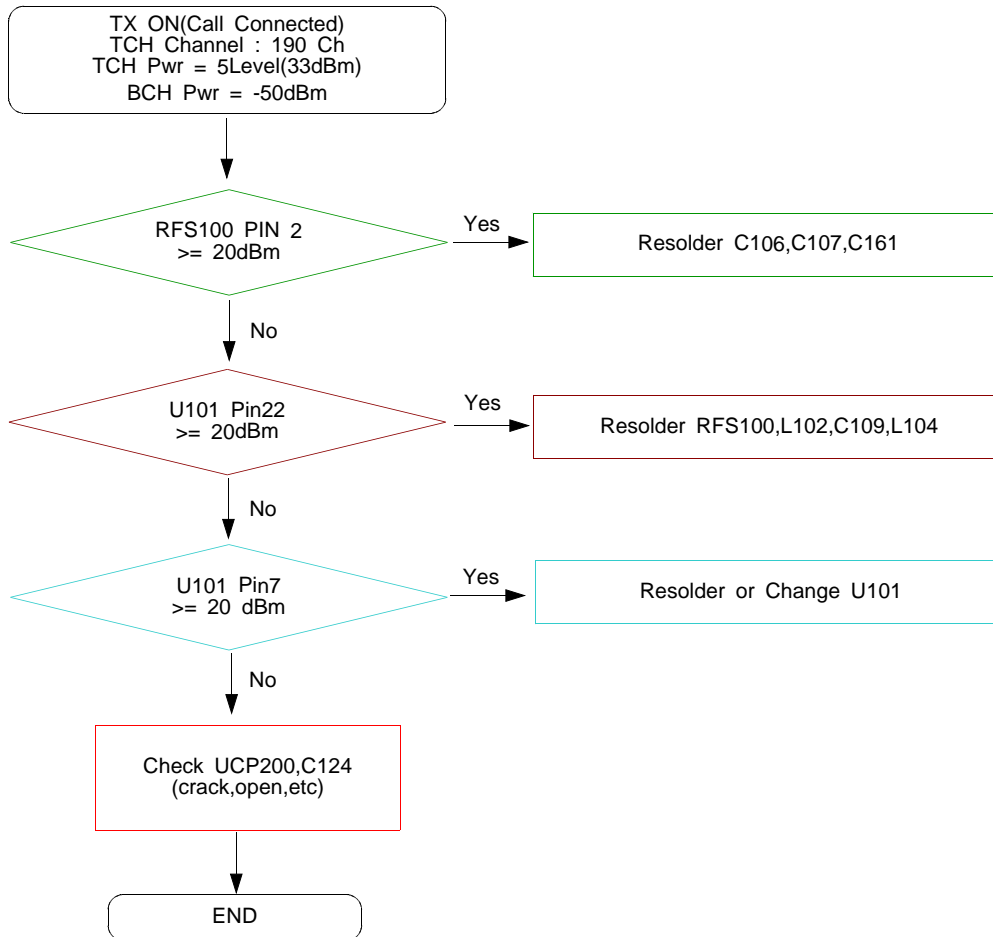 TX ON(Call Connected)
TCH Channel : 190 Ch
TCH Pwr = 5Level(33dBm)
BCH Pwr = -50dBm
RFS100 PIN 2
>= 20dBm
Yes
Resolder C106,C107,C161
No
U101 Pin22
>= 20dBm
Yes
Resolder RFS100,L102,C109,L104
No
U101 Pin7
>= 20 dBm
Yes
Resolder or Change U101
No
Check UCP200,C124
(crack,open,etc)
END